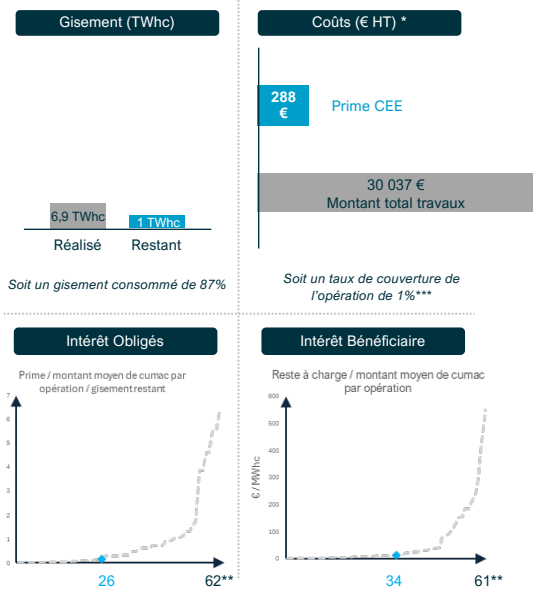 Gisement (TWhc)
Coûts (€ HT) *
288
€
Prime CEE
30 037 €
Montant total travaux
6,9 TWhc
1 TWhc
Réalisé
Restant
Soit un gisement consommé de 87%
Soit un taux de couverture de
l'opération de 1%***
Intérêt Obligés
Intérêt Bénéficiaire
Prime / montant moyen de cumac par
opération / gisement restant
7
6
5
4
3
2
1
0
26
62**
Reste à charge / montant moyen de cumac
par opération
€ / MWhc
600
500
400
300
200
100
0
34
61**